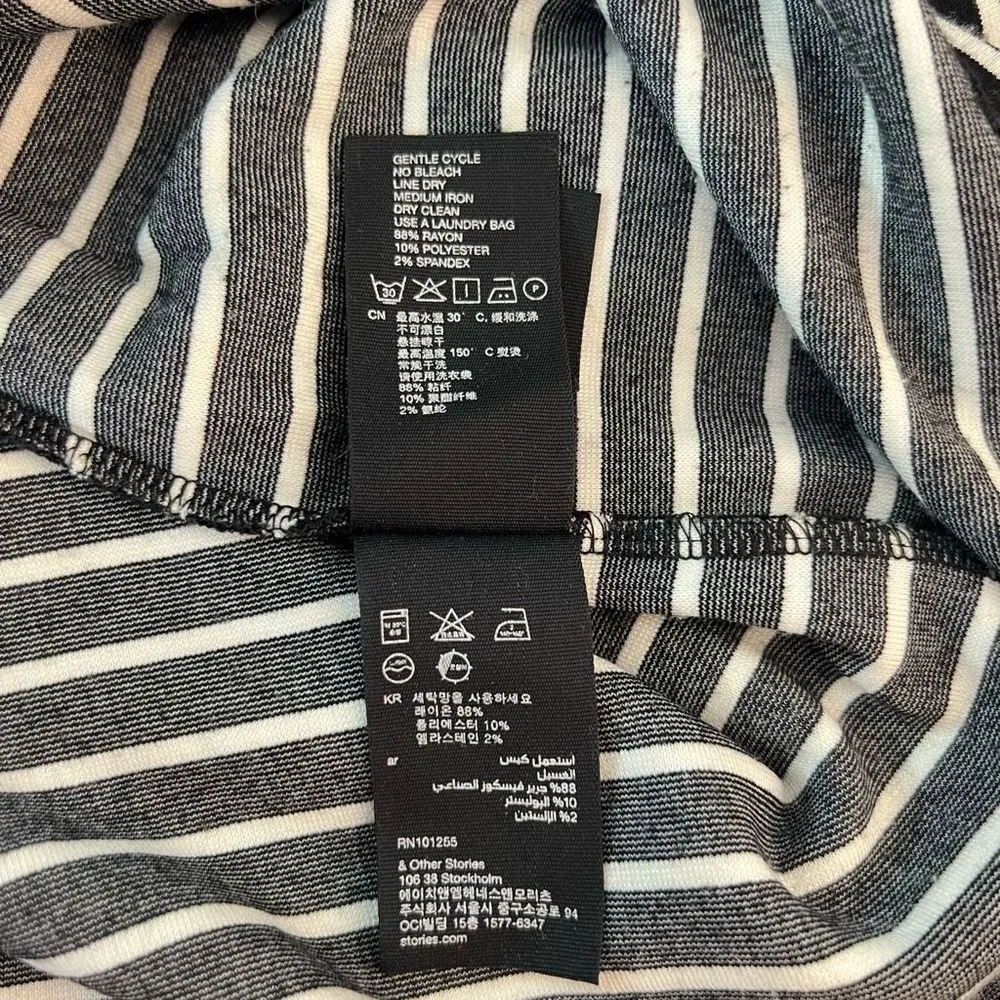 GENTLE CYCLE
NO BLEACH
LINE DRY
MEDIUM IRON
DRY CLEAN
USE A LAUNDRY BAG
88% RAYON
10% POLYESTER
2% SPANDEX
30 P
CN 最高水温 30° C. 缓和洗涤
不可漂白
悬挂晾干
最高温度 150° C 熨烫
常规干洗
请使用洗衣袋
88% 粘纤
10% 聚酯纤维
2% 氨纶
KR 세탁망을 사용하세요
레이온 88%
폴리에스터 10%
엘라스테인 2%
ar استعمل كيس
الغسيل
88% حرير فيسكوز الصناعي
10% البوليستر
2% الإلستين
RN101255
& Other Stories
106 38 Stockholm
에이치앤엠헤네스앤모리츠
주식회사 서울시 중구소공로 94
OCI빌딩 15층 1577-6347
stories.com